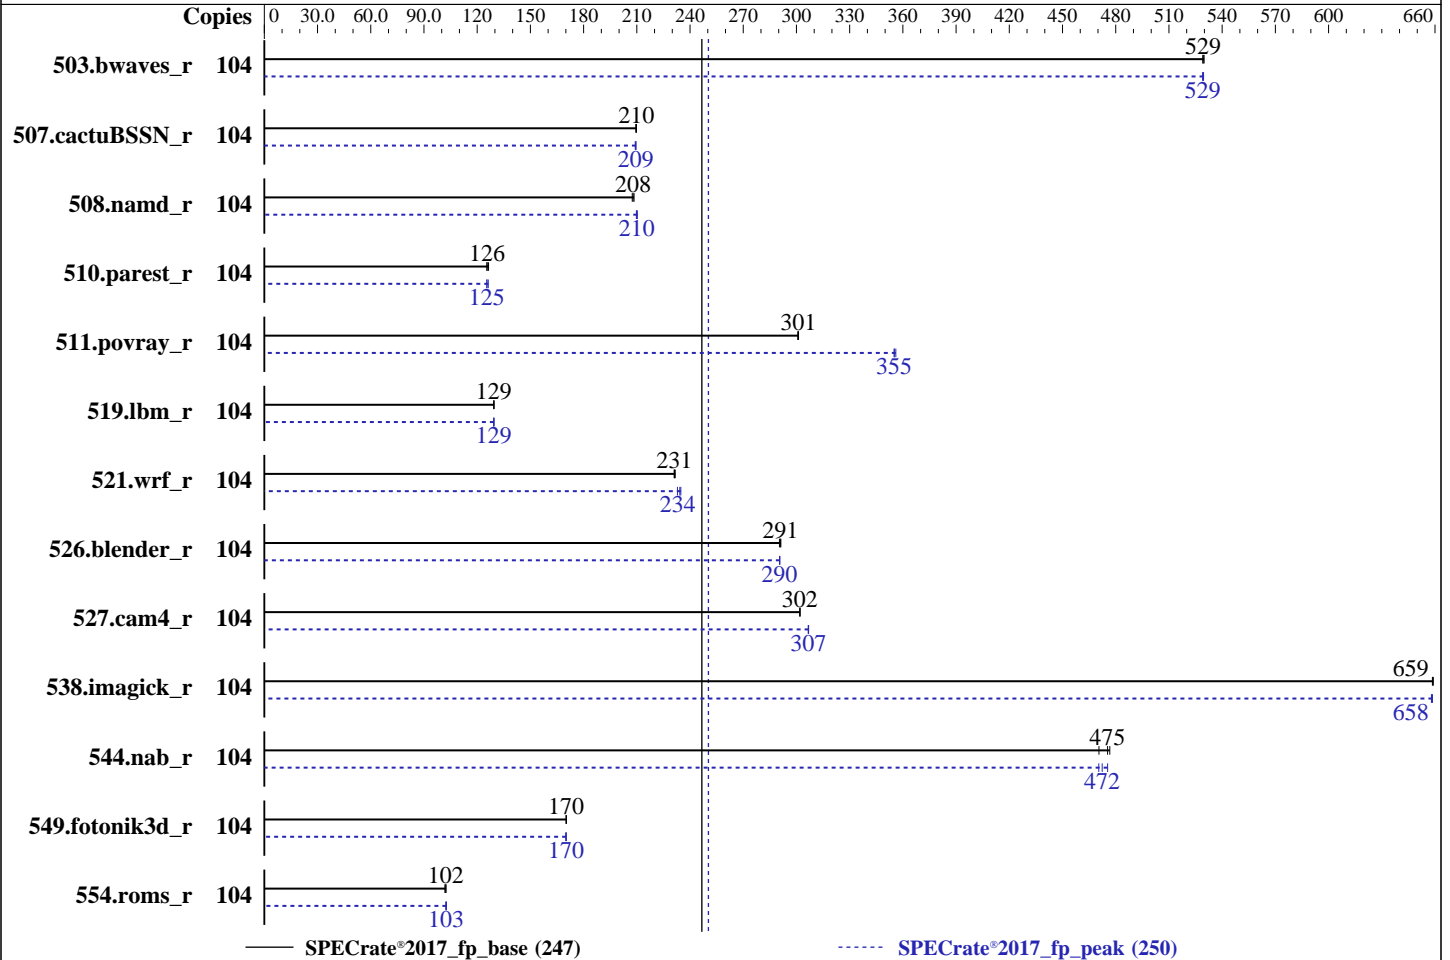 Copies 0 30.0 60.0 90.0 120 150 180 210 240 270 300 330 360 390 420 450 480 510 540 570 600 660
503.bwaves_r 104 529
529
507.cactuBSSN_r 104 210
209
508.namd_r 104 208
210
510.parest_r 104 126
125
511.povray_r 104 301
355
519.lbm_r 104 129
129
521.wrf_r 104 231
234
526.blender_r 104 291
290
527.cam4_r 104 302
307
538.imagick_r 104 659
658
544.nab_r 104 475
472
549.fotonik3d_r 104 170
170
554.roms_r 104 102
103
SPECrate®2017_fp_base (247) SPECrate®2017_fp_peak (250)